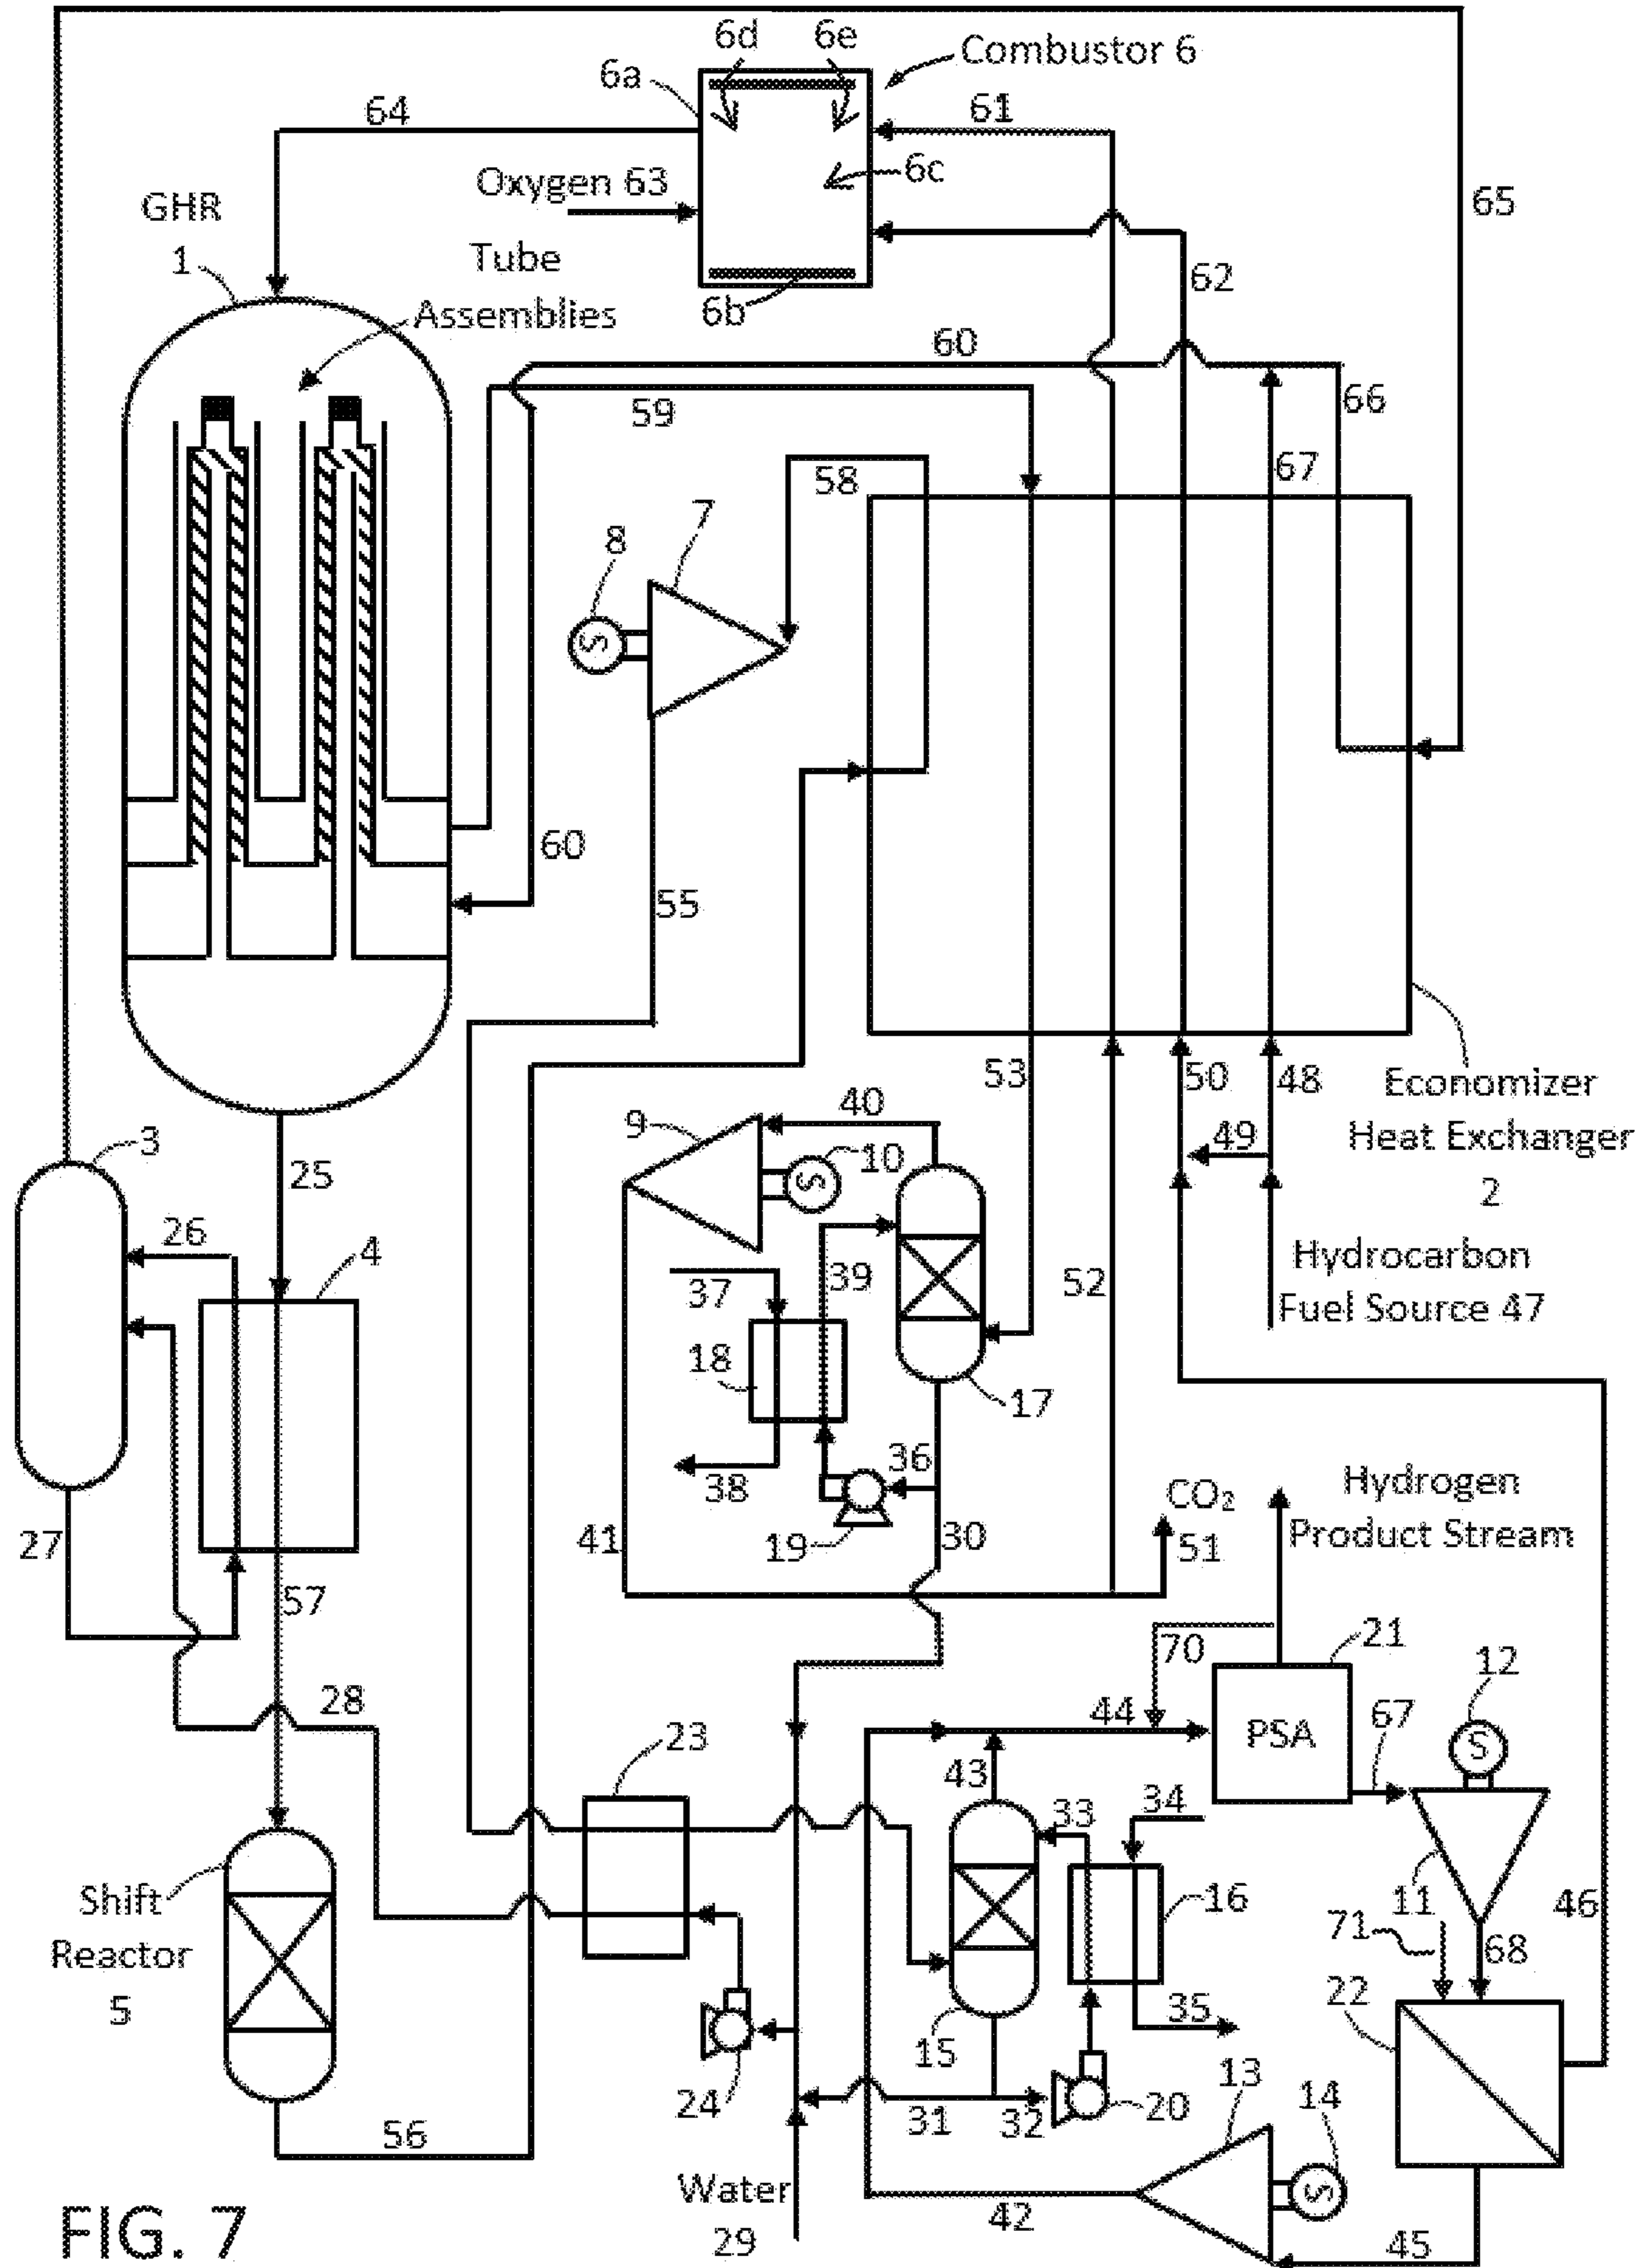 6d
6e
Combustor 6
6a
64
61
6c
Oxygen 63
65
GHR
1
Tube
Assemblies
62
6b
60
59
66
58
67
7
8
S
60
55
53
50
48
Economizer
Heat Exchanger
2
49
40
9
10
S
3
25
26
4
37
39
52
Hydrocarbon
Fuel Source 47
18
17
36
38
19
30
CO₂
51
Hydrogen
Product Stream
27
41
57
70
21
12
S
28
44
PSA
67
23
43
33
34
Shift
Reactor
5
16
11
46
71
68
22
15
35
24
31
32
20
13
14
S
56
Water
29
42
45
FIG. 7